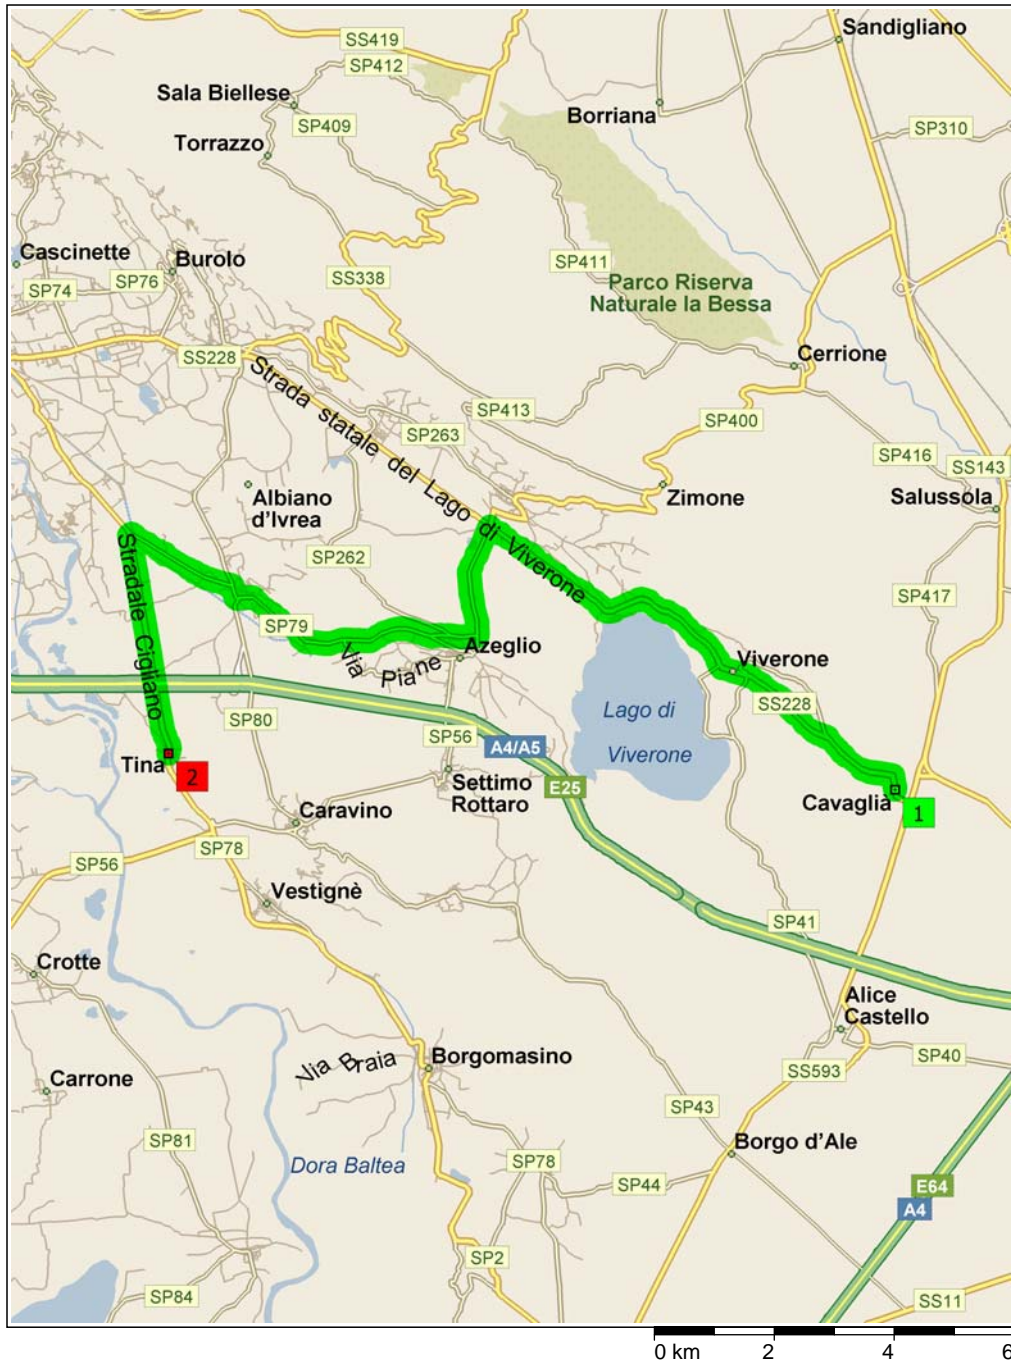 SS419
Sandigliano
SP412
Sala Biellese
Borriana
SP409
SP310
Torrazzo
Cascinette
Burolo
SP411
SP76
SP74
SS338
Parco Riserva
Naturale la Bessa
SS228
Cerrione
Strada statale del Lago di Viverone
SP413
SP400
SP263
SP416
SS143
Albiano
d'Ivrea
Zimone
Salussola
Stradale Cigliano
SP262
SP417
SP79
Via Piane
Azeglio
Viverone
SS228
Lago di
Viverone
SP80
SP56
A4/A5
Tina
2
Settimo
Rottaro
E25
Cavaglia
1
Caravino
SP78
SP56
Vestignè
SP41
Crotte
Alice
Castello
Via Braia
Borgomasino
SP40
SS593
Carrone
SP43
SP81
Borgo d'Ale
Dora Baltea
SP78
SP44
E64
A4
SP2
SP84
SS11
0 km 2 4 6